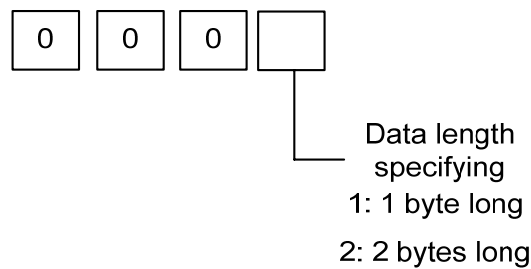 0 0 0
Data length
specifying
1: 1 byte long
2: 2 bytes long